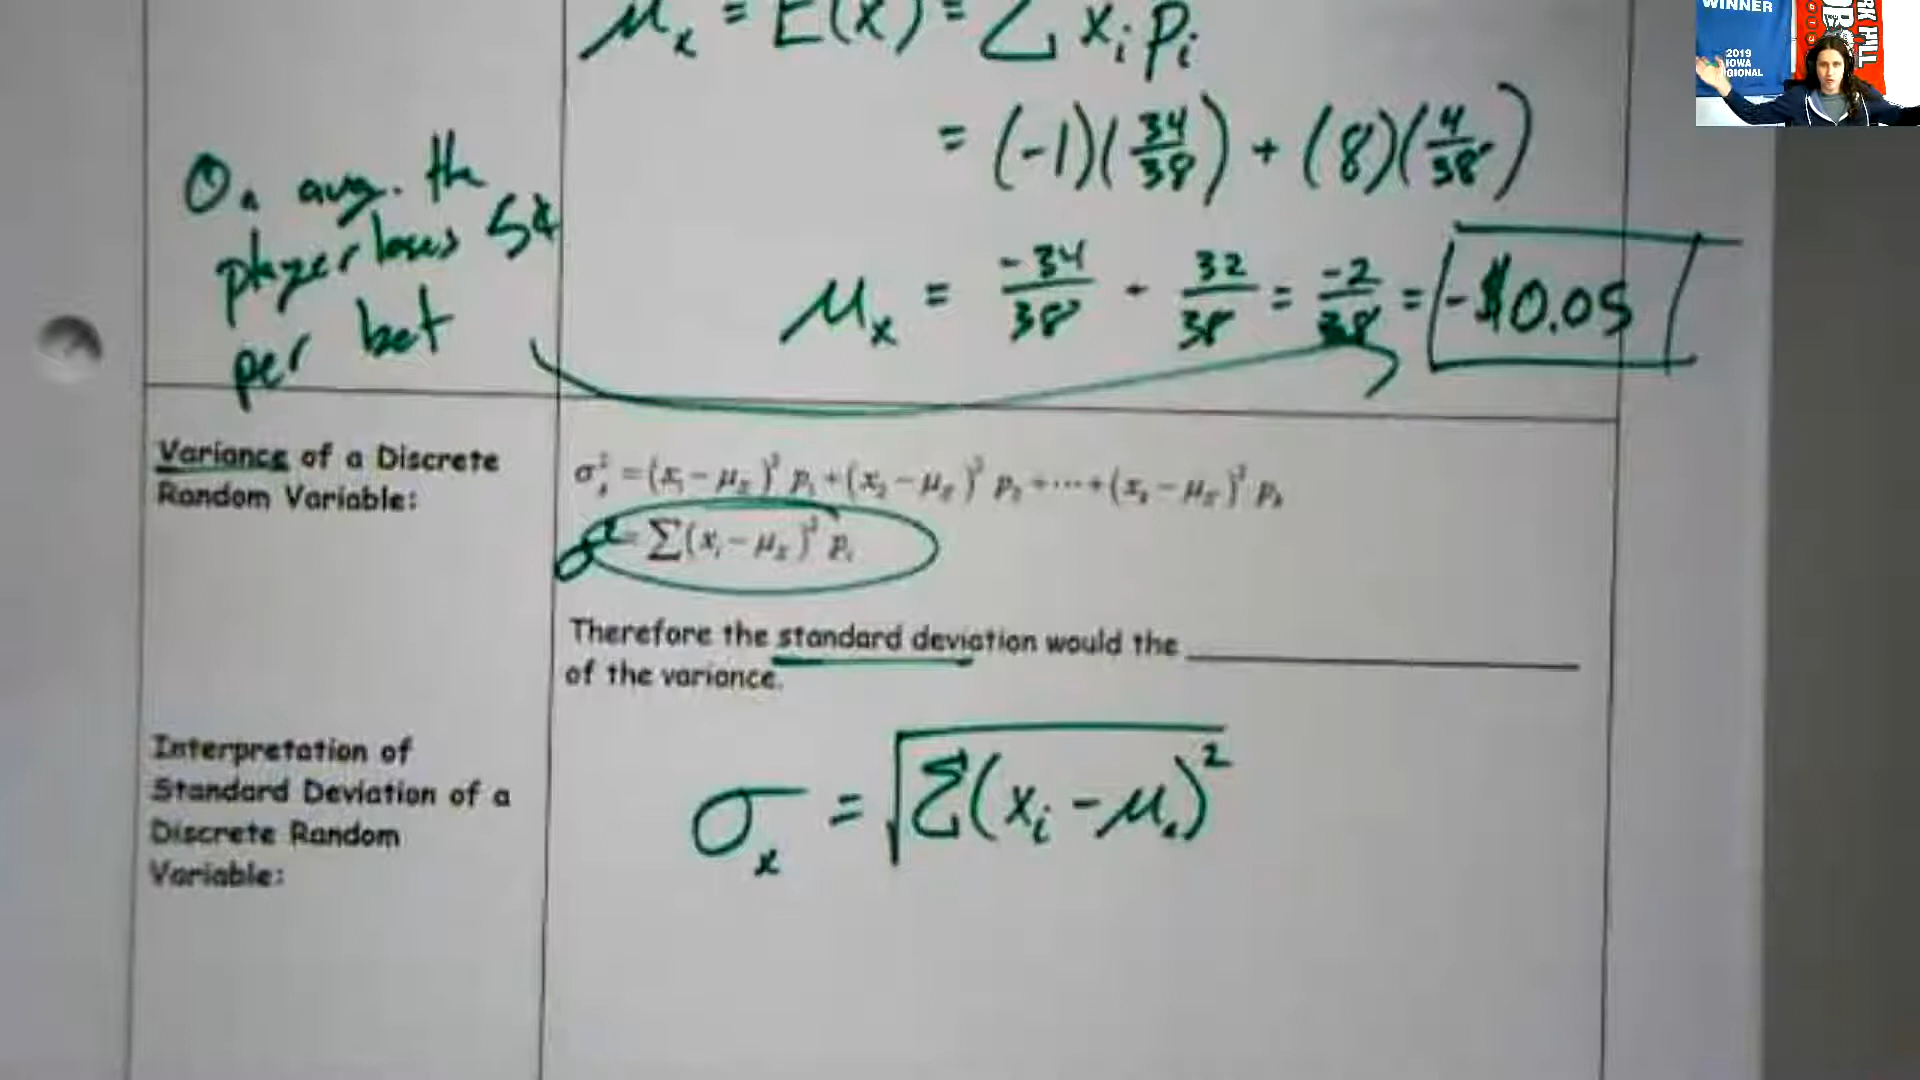 WINNER
2019
IOWA
GIONAL
μₓ = E(x) = Σ xᵢ pᵢ
= (-1)(34/38) + (8)(4/38)
On avg. the
player loses 5¢
per bet
μₓ = -34/38 - 32/38 = -2/38 = -$0.05
Variance of a Discrete
Random Variable:
σ²ₓ = (x₁ - μₓ)² p₁ + (x₂ - μₓ)² p₂ + ··· + (xₖ - μₓ)² pₖ
σ² = Σ(xᵢ - μₓ)² pᵢ
Therefore the standard deviation would the
of the variance.
Interpretation of
Standard Deviation of a
Discrete Random
Variable:
σₓ = √Σ(xᵢ - μₓ)²